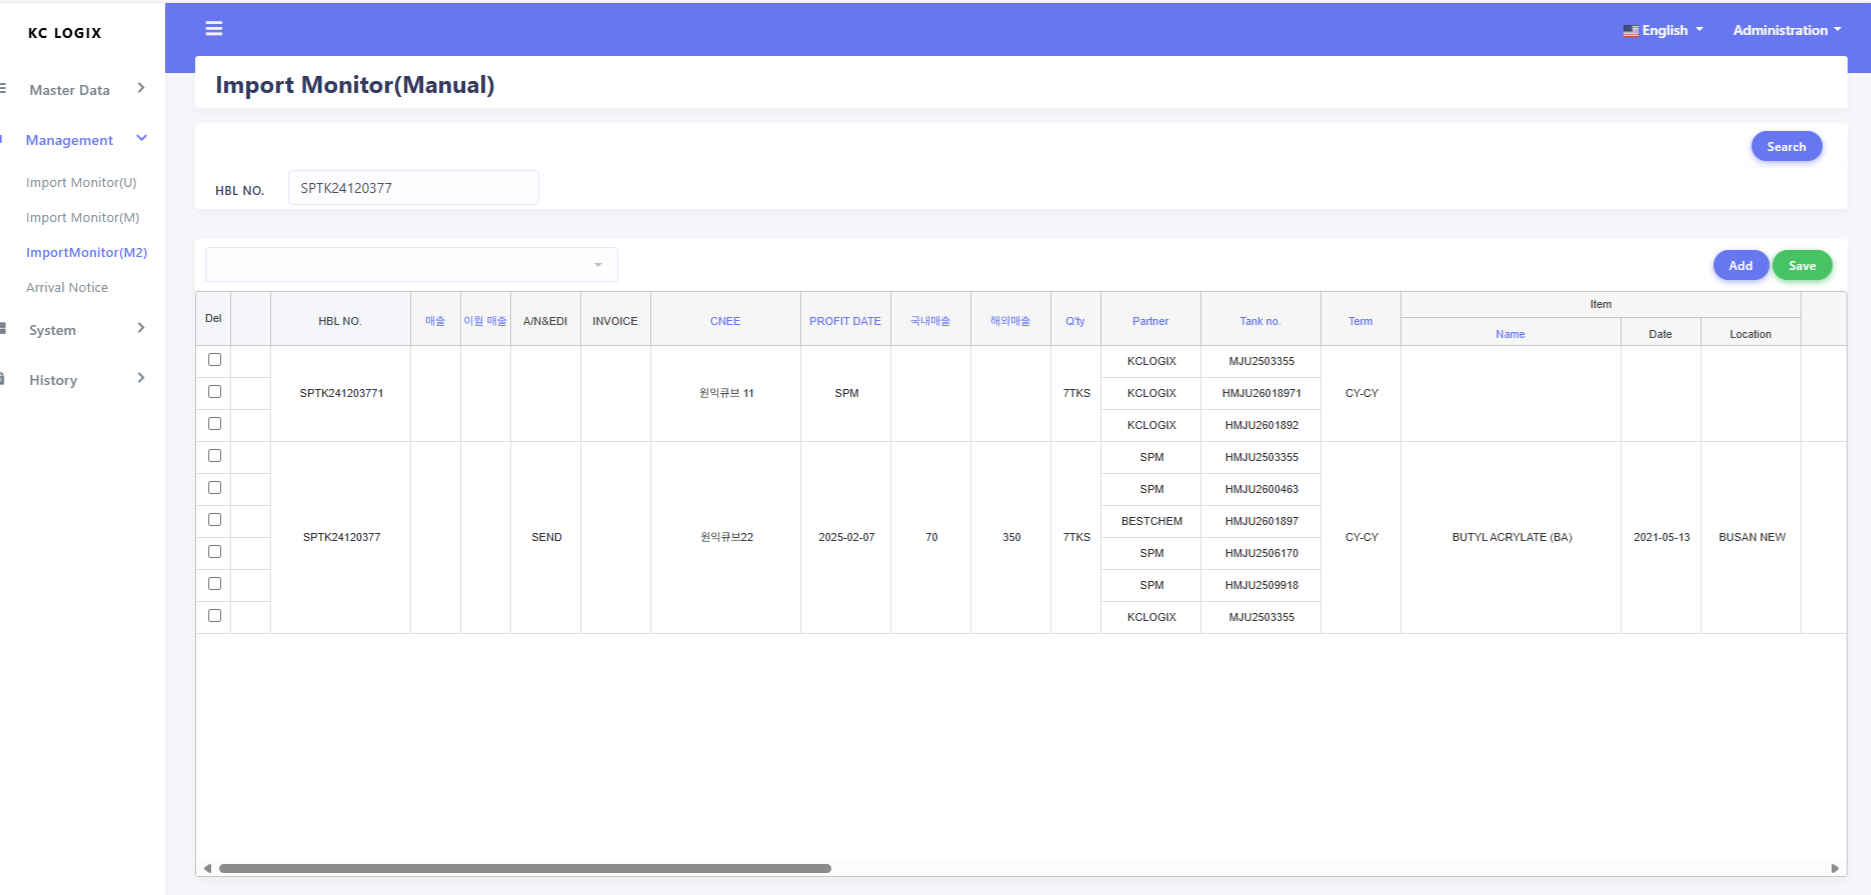 KC LOGIX
Master Data
Management
Import Monitor(U)
Import Monitor(M)
ImportMonitor(M2)
Arrival Notice
System
History
English
Administration
Import Monitor(Manual)
Search
HBL NO.
SPTK24120377
Add
Save
Del
HBL NO.
매출
이월 매출
A/N&EDI
INVOICE
CNEE
PROFIT DATE
국내매출
해외매출
Q'ty
Partner
Tank no.
Term
Item
Name
Date
Location
SPTK241203771
원익큐브 11
SPM
7TKS
KCLOGIX MJU2503355
KCLOGIX HMJU26018971
KCLOGIX HMJU2601892
CY-CY
SPTK24120377
SEND
원익큐브22
2025-02-07
70
350
7TKS
SPM HMJU2503355
SPM HMJU2600463
BESTCHEM HMJU2601897
SPM HMJU2506170
SPM HMJU2509918
KCLOGIX MJU2503355
CY-CY
BUTYL ACRYLATE (BA)
2021-05-13
BUSAN NEW